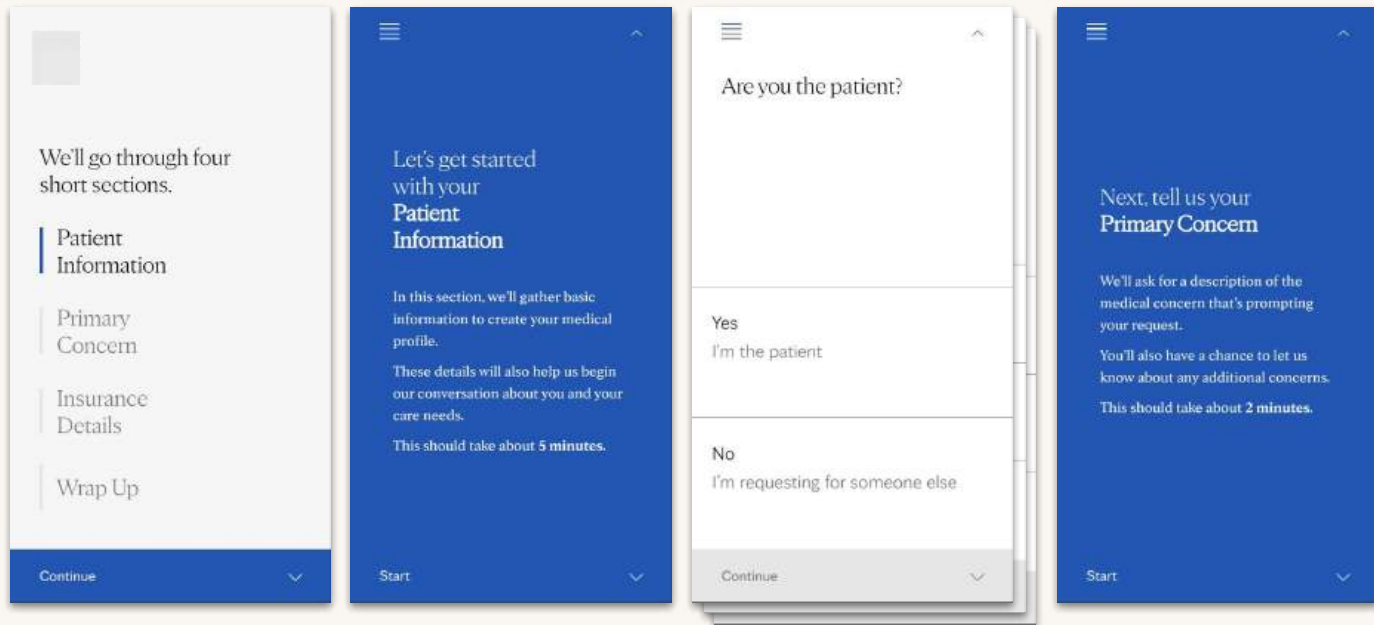 We'll go through four
short sections.
Patient
Information
Primary
Concern
Insurance
Details
Wrap Up
Continue
Let's get started
with your
Patient
Information
In this section, we'll gather basic
information to create your medical
profile.
These details will also help us begin
our conversation about you and your
care needs.
This should take about 5 minutes.
Start
Are you the patient?
Yes
I'm the patient
No
I'm requesting for someone else
Continue
Next, tell us your
Primary Concern
We'll ask for a description of the
medical concern that's prompting
your request.
You'll also have a chance to let us
know about any additional concerns.
This should take about 2 minutes.
Start